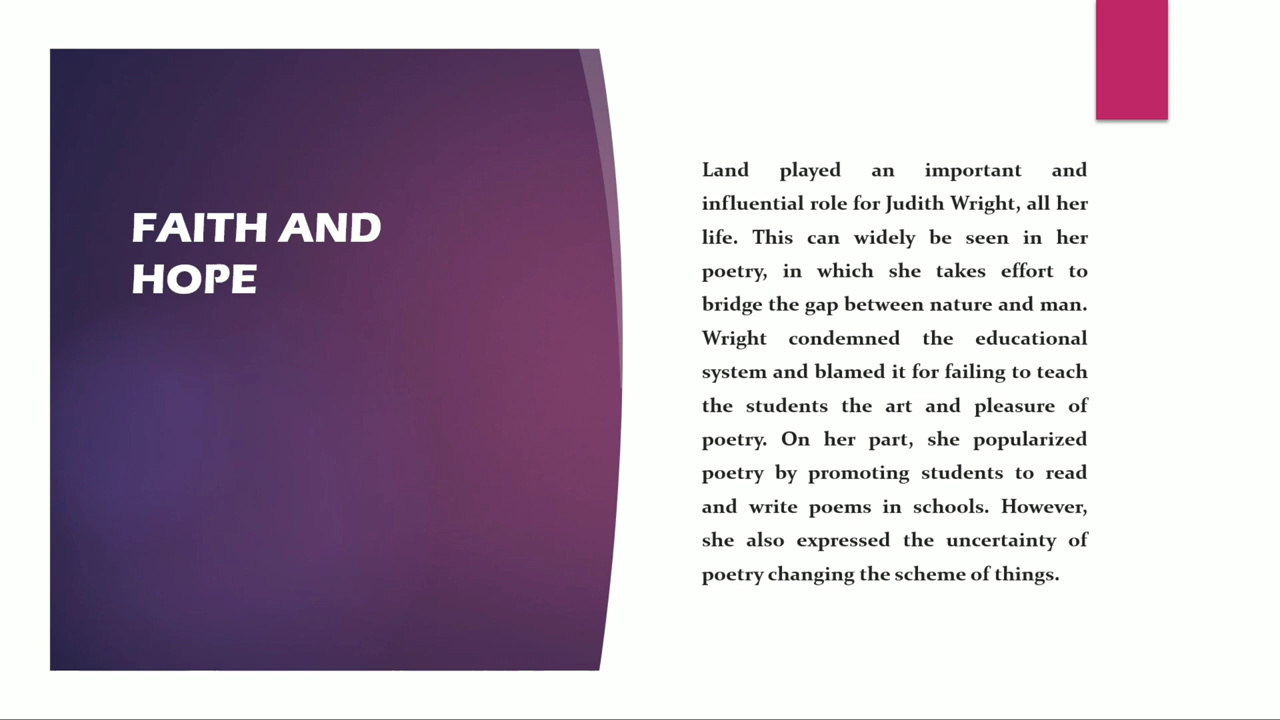 FAITH AND
HOPE
Land played an important and
influential role for Judith Wright, all her
life. This can widely be seen in her
poetry, in which she takes effort to
bridge the gap between nature and man.
Wright condemned the educational
system and blamed it for failing to teach
the students the art and pleasure of
poetry. On her part, she popularized
poetry by promoting students to read
and write poems in schools. However,
she also expressed the uncertainty of
poetry changing the scheme of things.